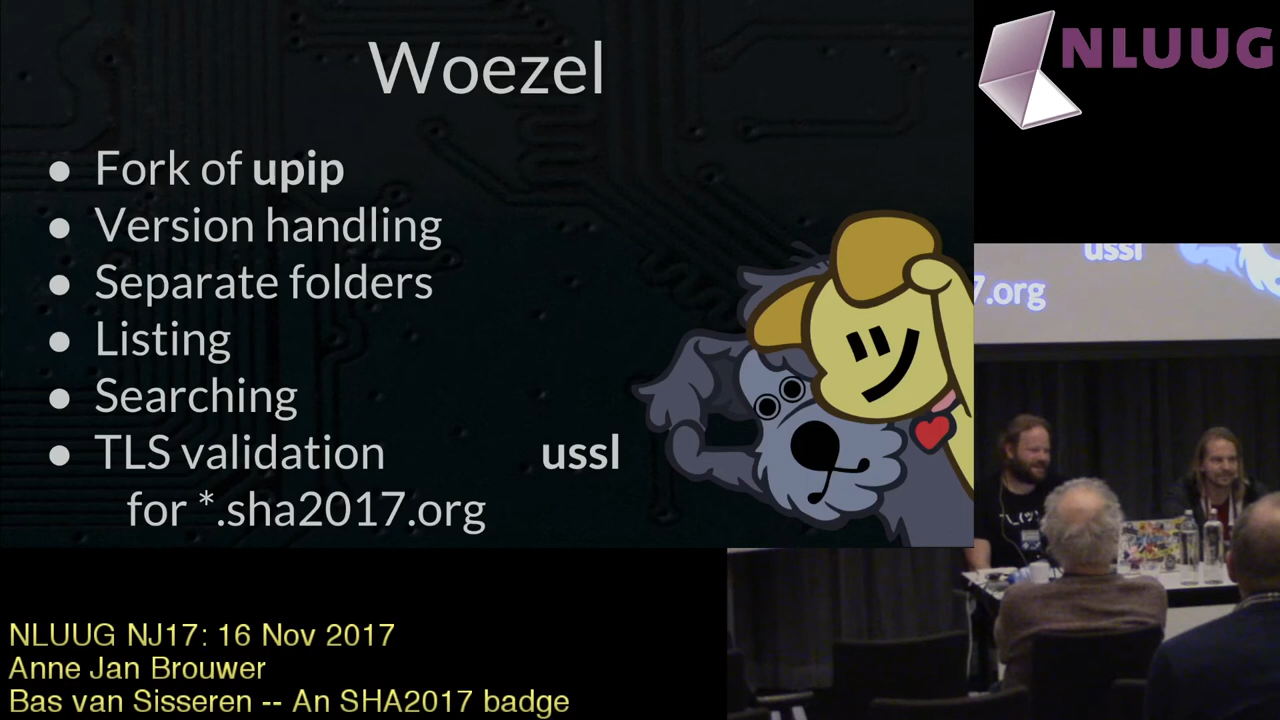 Woezel
NLUUG
● Fork of upip
● Version handling
● Separate folders
● Listing
● Searching
● TLS validation ussl
for *.sha2017.org
ussl
7.org
ツ
NLUUG NJ17: 16 Nov 2017
Anne Jan Brouwer
Bas van Sisseren -- An SHA2017 badge